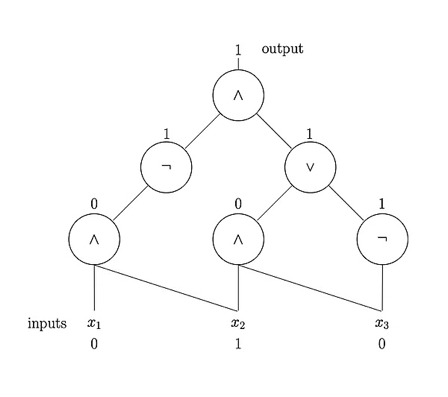 1 output
∧
1 1
¬ ∨
0 0 1
∧ ∧ ¬
inputs x₁ x₂ x₃
0 1 0